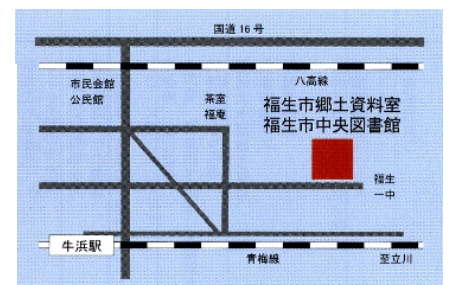 国道16号
八高線
市民会館
公民館
茶室
福庵
福生市郷土資料室
福生市中央図書館
福生
一中
牛浜駅
青梅線
至立川